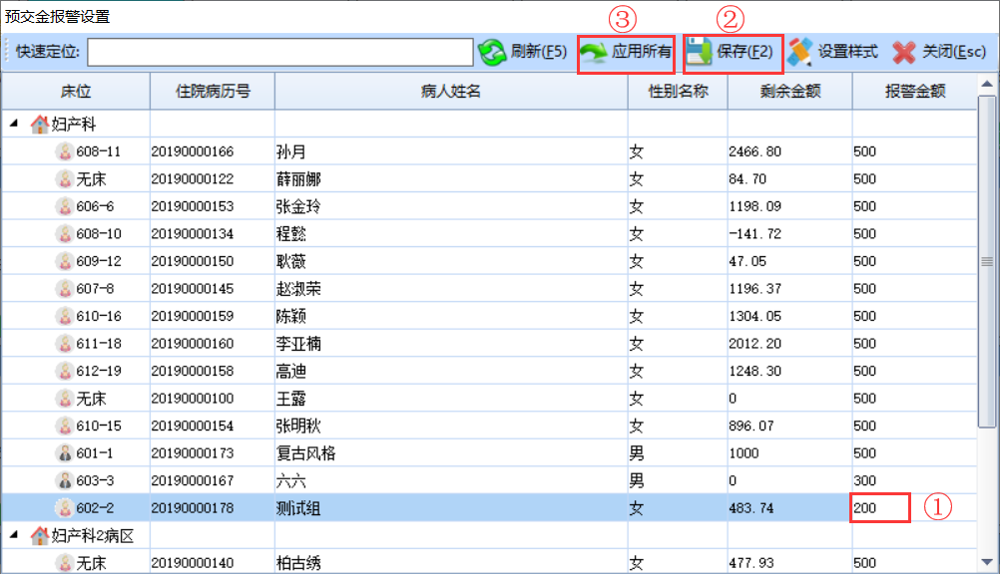 预交金报警设置
③ ②
快速定位: 刷新(F5) 应用所有 保存(F2) 设置样式 关闭(Esc)
床位 住院病历号 病人姓名 性别名称 剩余金额 报警金额
妇产科
608-11 20190000166 孙月 女 2466.80 500
无床 20190000122 薛丽娜 女 84.70 500
606-6 20190000153 张金玲 女 1198.09 500
608-10 20190000134 程懿 女 -141.72 500
609-12 20190000150 耿薇 女 47.05 500
607-8 20190000145 赵淑荣 女 1196.37 500
610-16 20190000159 陈颖 女 1304.05 500
611-18 20190000160 李亚楠 女 2012.20 500
612-19 20190000158 高迪 女 1248.30 500
无床 20190000100 王露 女 0 500
610-15 20190000154 张明秋 女 896.07 500
601-1 20190000173 复古风格 男 1000 500
603-3 20190000167 六六 男 0 300
602-2 20190000178 测试组 女 483.74 200 ①
妇产科2病区
无床 20190000140 柏古绣 女 477.93 500